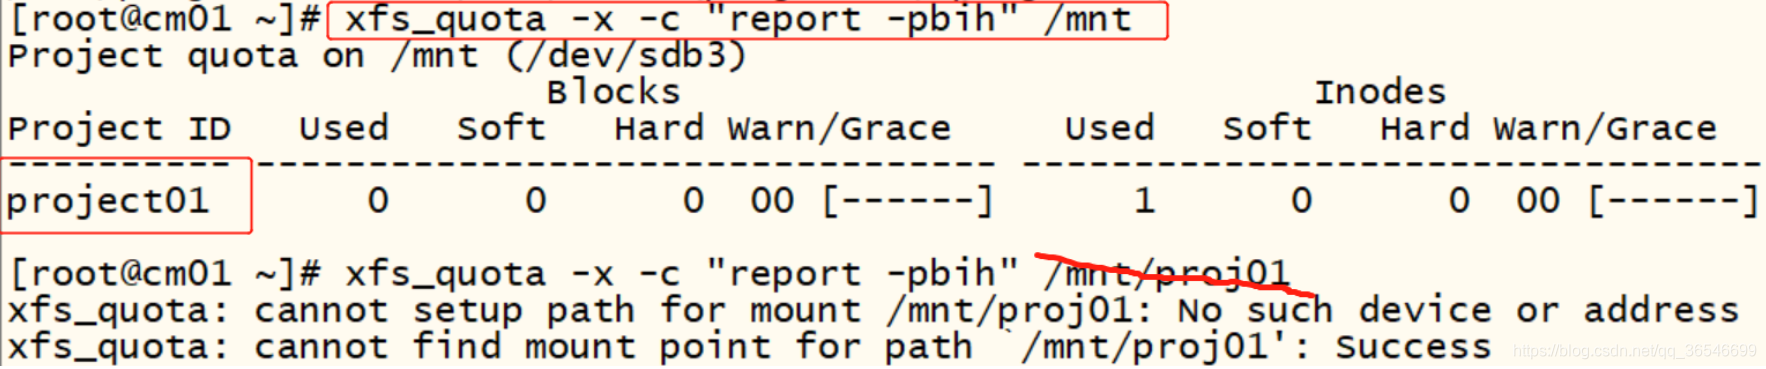 [root@cm01 ~]# xfs_quota -x -c "report -pbih" /mnt
Project quota on /mnt (/dev/sdb3)
                        Blocks                            Inodes
Project ID   Used   Soft   Hard Warn/Grace     Used   Soft   Hard Warn/Grace
---------- --------------------------------- ---------------------------------
project01     0      0      0  00 [------]      1      0      0  00 [------]
[root@cm01 ~]# xfs_quota -x -c "report -pbih" /mnt/proj01
xfs_quota: cannot setup path for mount /mnt/proj01: No such device or address
xfs_quota: cannot find mount point for path `/mnt/proj01': Success
https://blog.csdn.net/qq_36546699